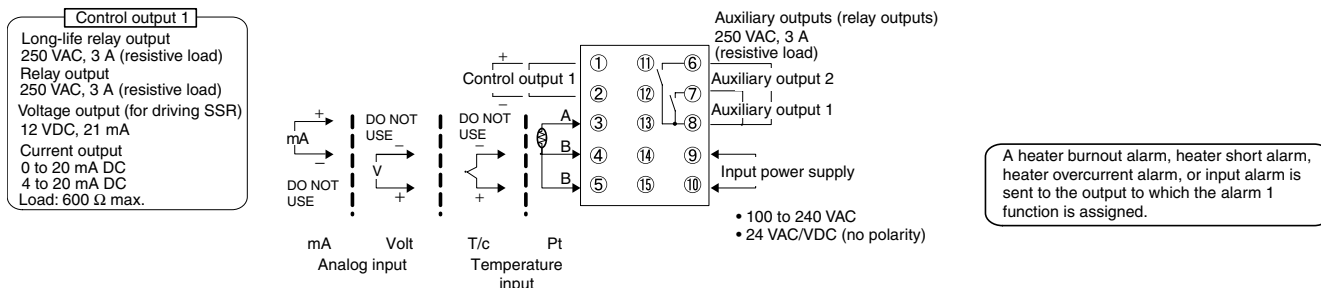 Control output 1
Long-life relay output
250 VAC, 3 A (resistive load)
Relay output
250 VAC, 3 A (resistive load)
Voltage output (for driving SSR)
12 VDC, 21 mA
Current output
0 to 20 mA DC
4 to 20 mA DC
Load: 600 Ω max.
mA
+
−
DO NOT
USE
DO NOT
USE
−
V
+
DO NOT
USE
−
+
mA
Volt
T/c
Pt
Analog input
Temperature
input
+
Control output 1
−
A
B
B
① ⑪ ⑥
② ⑫ ⑦
③ ⑬ ⑧
④ ⑭ ⑨
⑤ ⑮ ⑩
Auxiliary outputs (relay outputs)
250 VAC, 3 A
(resistive load)
Auxiliary output 2
Auxiliary output 1
Input power supply
• 100 to 240 VAC
• 24 VAC/VDC (no polarity)
A heater burnout alarm, heater short alarm,
heater overcurrent alarm, or input alarm is
sent to the output to which the alarm 1
function is assigned.